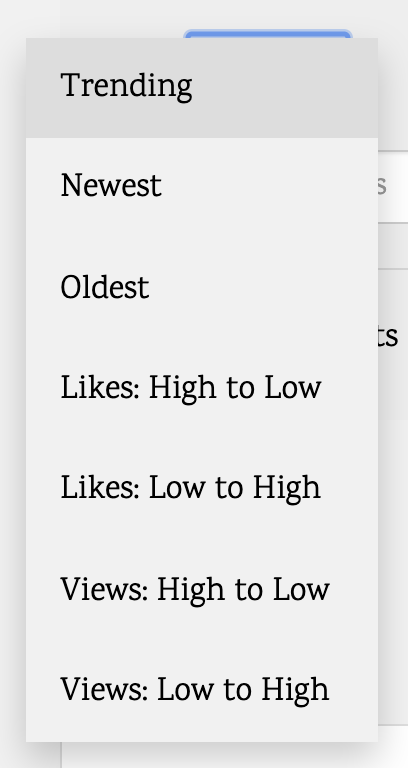 Trending
Newest
s
Oldest
ts
Likes: High to Low
Likes: Low to High
Views: High to Low
Views: Low to High